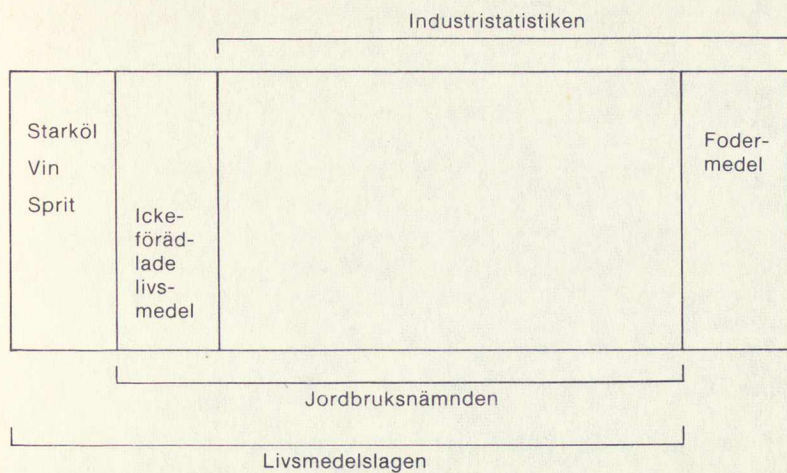 Industristatistiken
Starköl
Vin
Sprit
Icke-
föräd-
lade
livs-
medel
Foder-
medel
Jordbruksnämnden
Livsmedelslagen